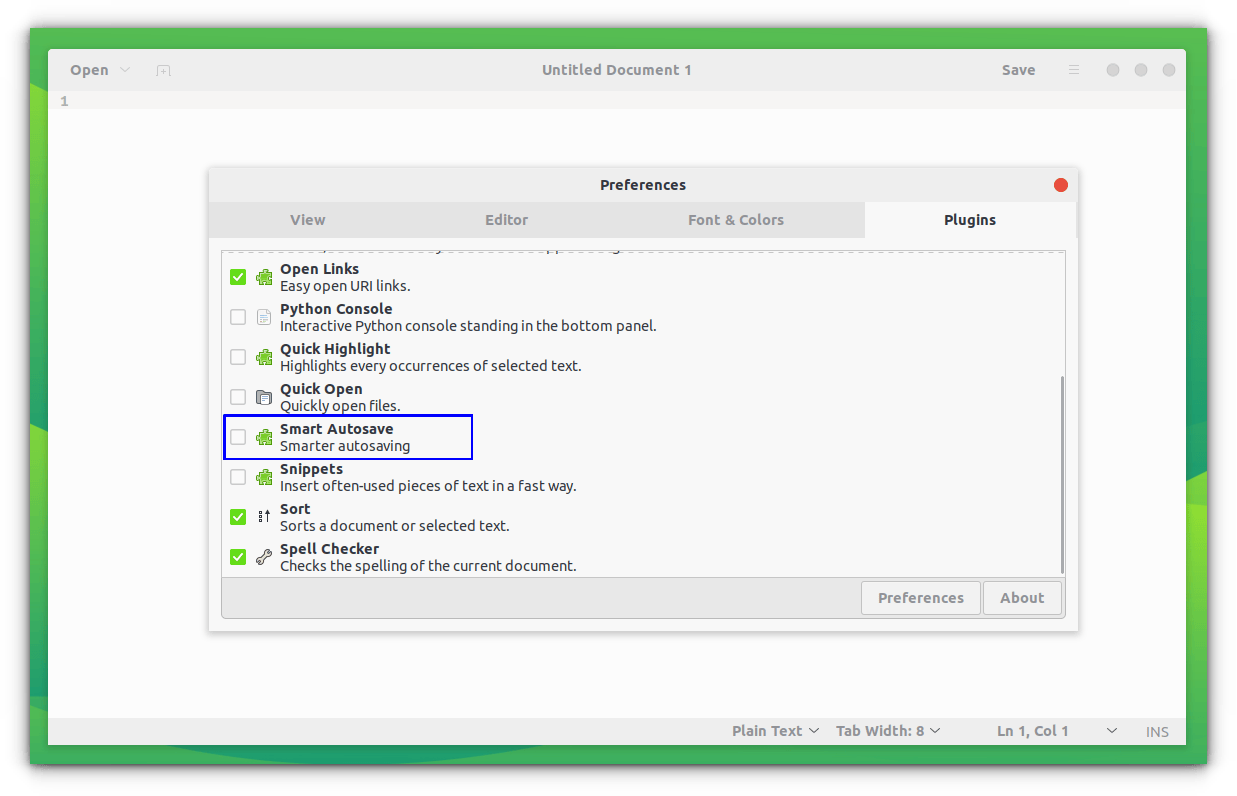 Open
Untitled Document 1
Save
1
Preferences
View
Editor
Font & Colors
Plugins
Open Links
Easy open URI links.
Python Console
Interactive Python console standing in the bottom panel.
Quick Highlight
Highlights every occurrences of selected text.
Quick Open
Quickly open files.
Smart Autosave
Smarter autosaving
Snippets
Insert often-used pieces of text in a fast way.
Sort
Sorts a document or selected text.
Spell Checker
Checks the spelling of the current document.
Preferences
About
Plain Text
Tab Width: 8
Ln 1, Col 1
INS